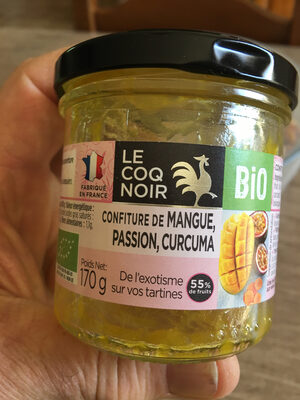 LE
COQ
NOIR
BiO
FABRIQUÉ
EN FRANCE
CONFITURE DE MANGUE,
PASSION, CURCUMA
Poids Net:
170g
De l'exotisme
sur vos tartines
55%
de fruits